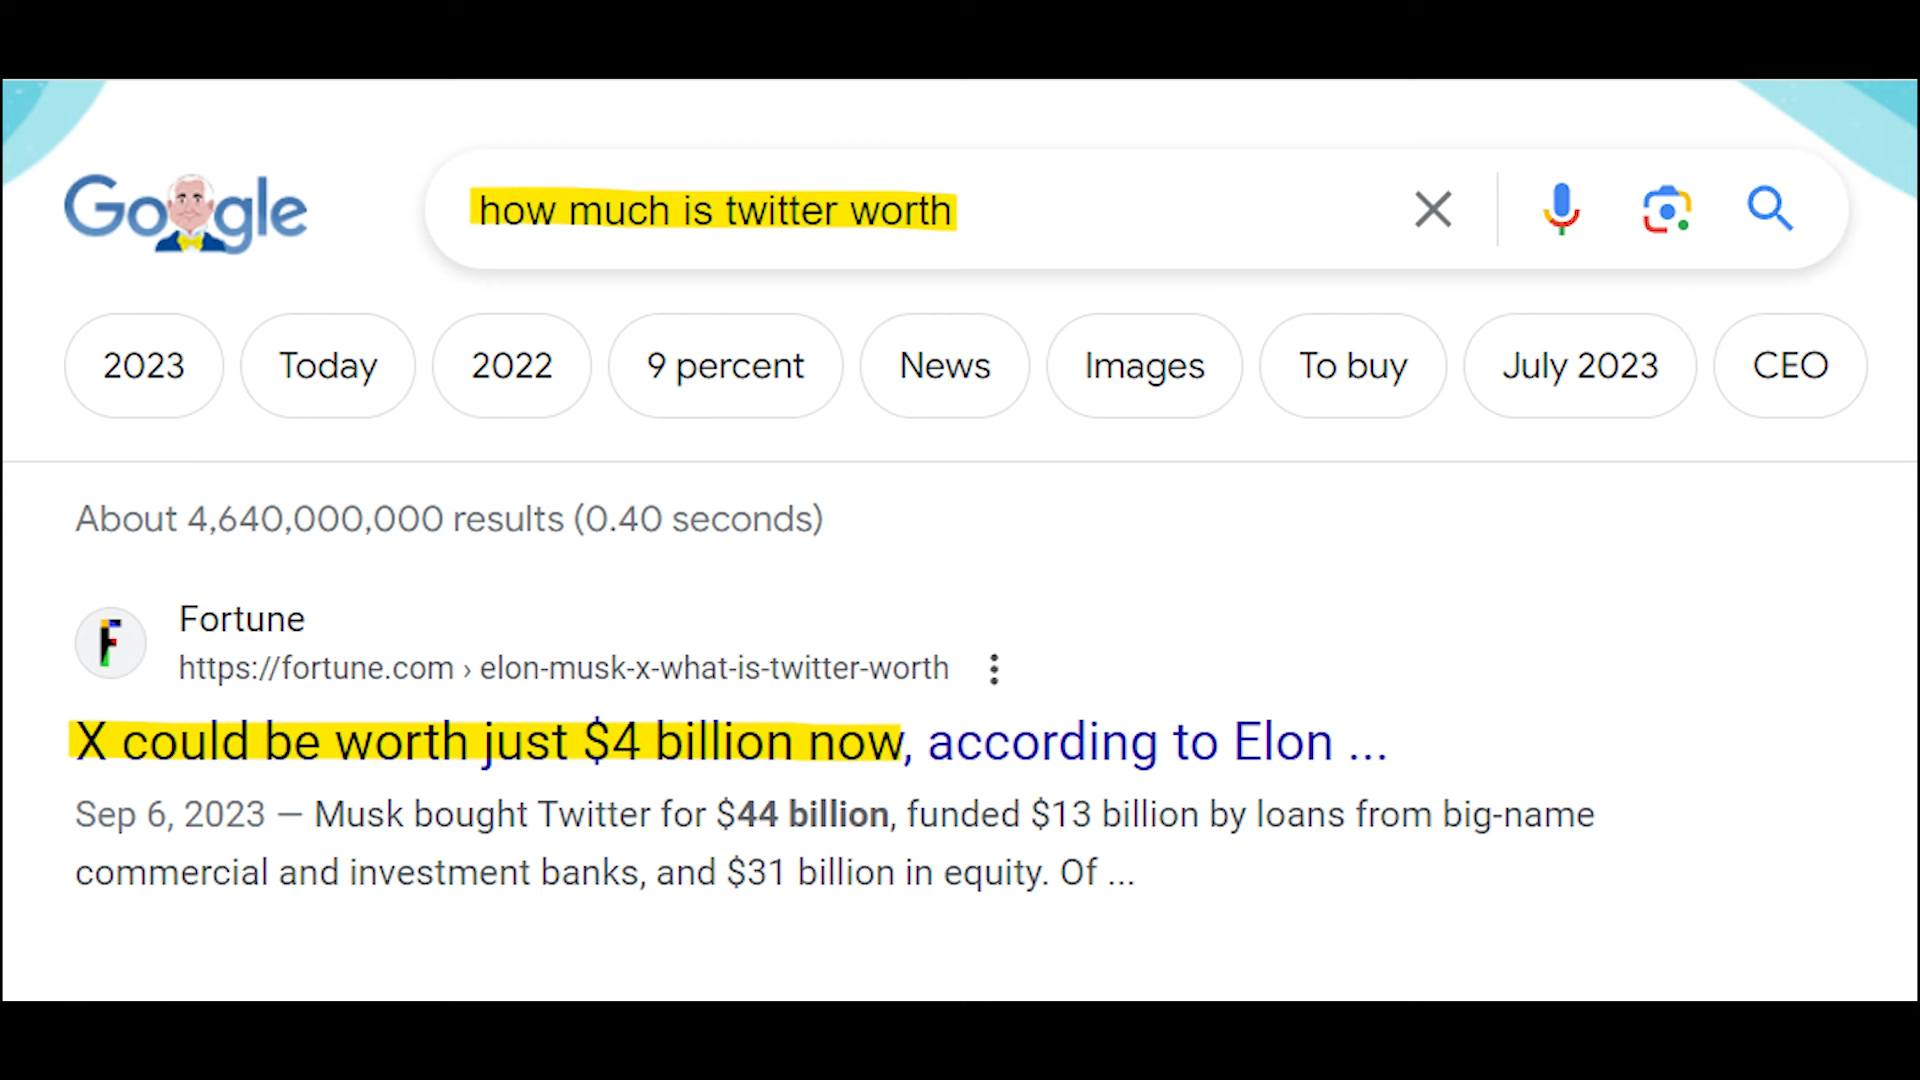 Google
how much is twitter worth
2023 Today 2022 9 percent News Images To buy July 2023 CEO
About 4,640,000,000 results (0.40 seconds)
F
Fortune
https://fortune.com › elon-musk-x-what-is-twitter-worth
X could be worth just $4 billion now, according to Elon ...
Sep 6, 2023 — Musk bought Twitter for $44 billion, funded $13 billion by loans from big-name
commercial and investment banks, and $31 billion in equity. Of ...